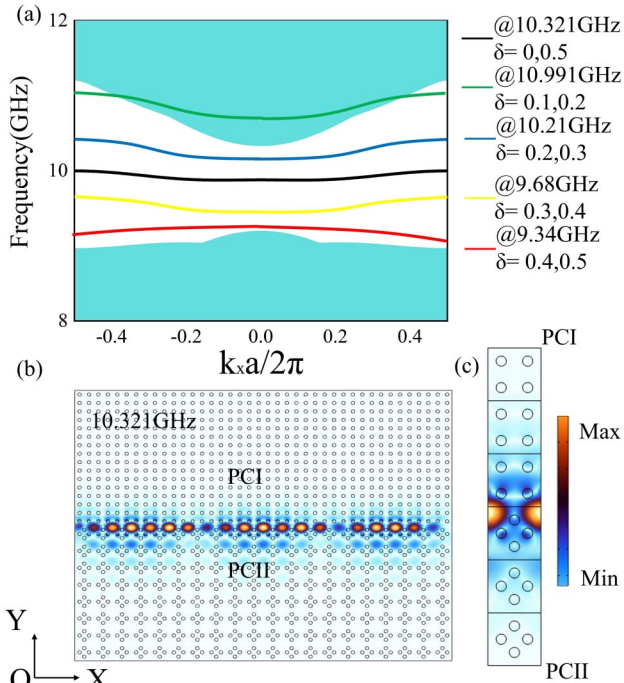 (a)
12
10
8
Frequency(GHz)
-0.4 -0.2 0.0 0.2 0.4
kₓa/2π
@10.321GHz
δ= 0,0.5
@10.991GHz
δ= 0.1,0.2
@10.21GHz
δ= 0.2,0.3
@9.68GHz
δ= 0.3,0.4
@9.34GHz
δ= 0.4,0.5
(b)
10.321GHz
PCI
PCII
Y
O X
(c)
PCI
Max
Min
PCII